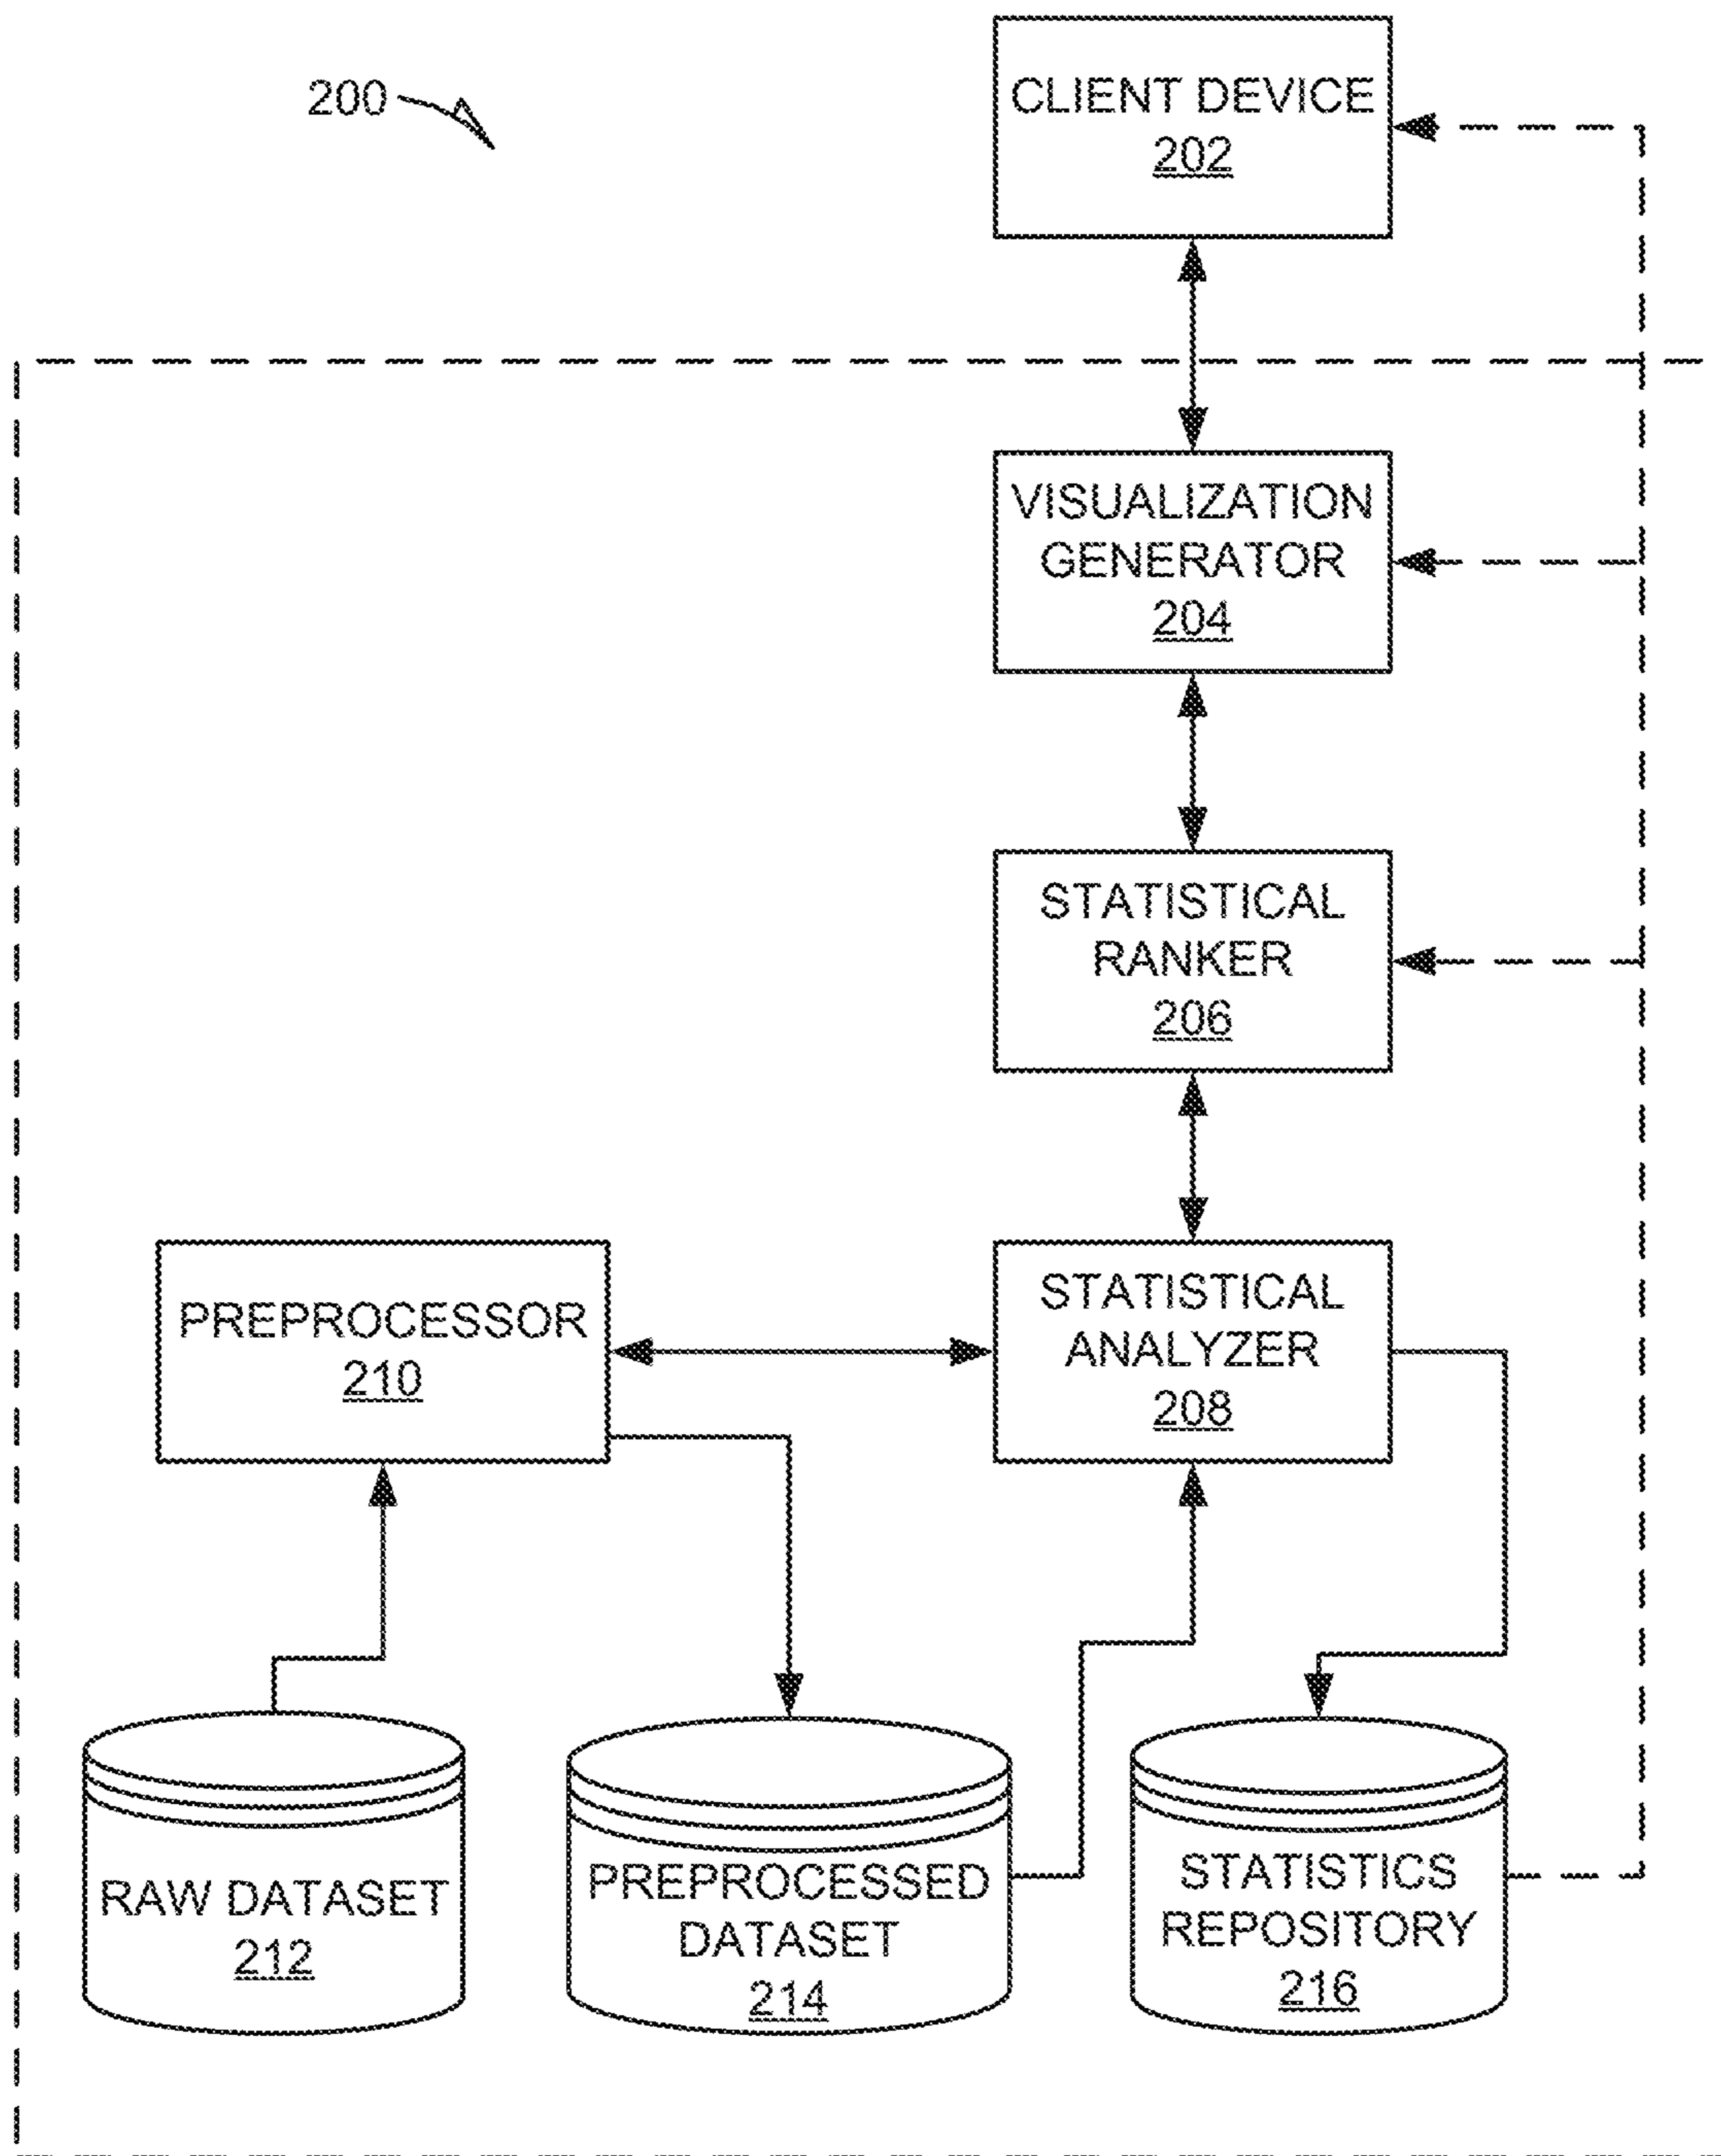 200
CLIENT DEVICE
202
VISUALIZATION
GENERATOR
204
STATISTICAL
RANKER
206
PREPROCESSOR
210
STATISTICAL
ANALYZER
208
RAW DATASET
212
PREPROCESSED
DATASET
214
STATISTICS
REPOSITORY
216